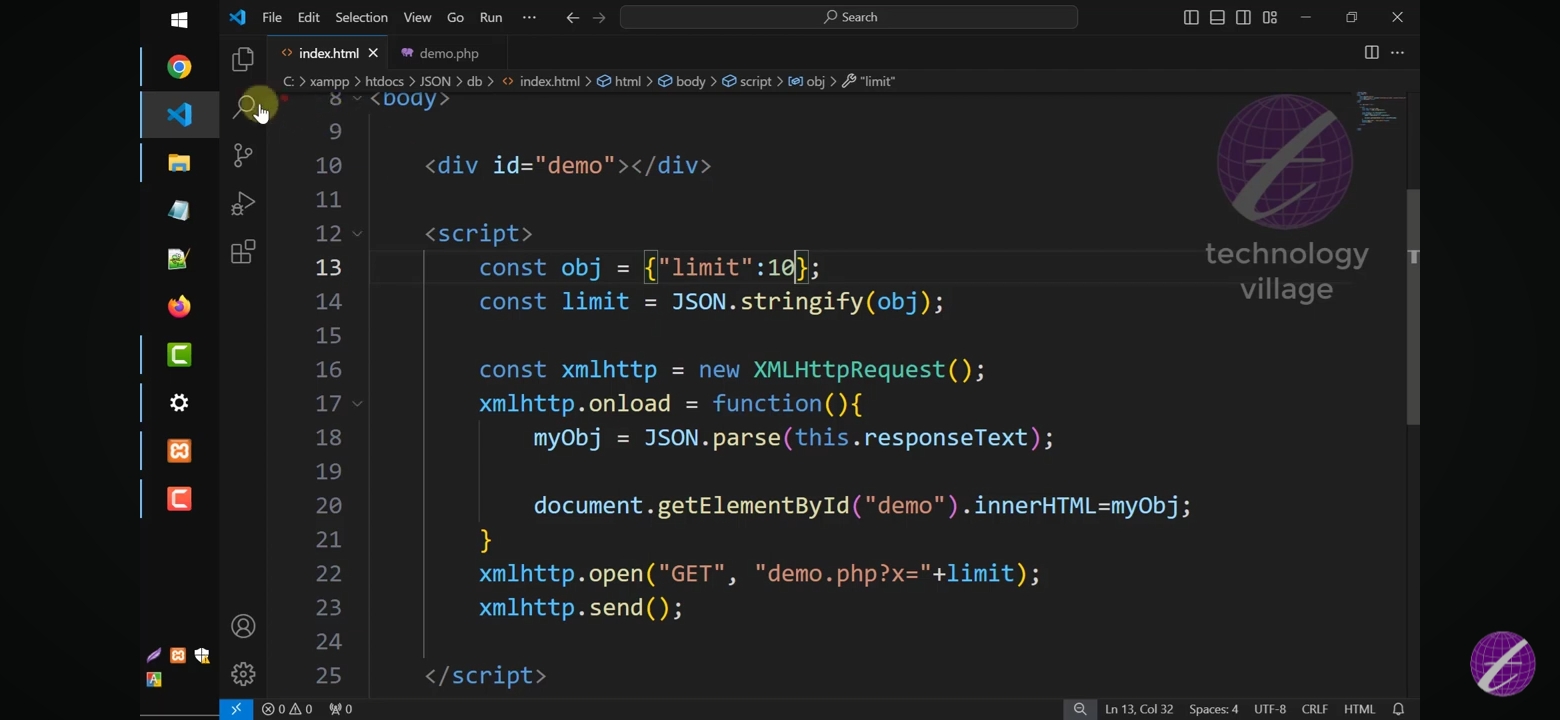 File Edit Selection View Go Run ··· Search
index.html demo.php
C: > xampp > htdocs > JSON > db > index.html > html > body > script > obj > "limit"
8 <body>
9
10 <div id="demo"></div>
11
12 <script>
13 const obj = {"limit":10};
14 const limit = JSON.stringify(obj);
15
16 const xmlhttp = new XMLHttpRequest();
17 xmlhttp.onload = function(){
18 myObj = JSON.parse(this.responseText);
19
20 document.getElementById("demo").innerHTML=myObj;
21 }
22 xmlhttp.open("GET", "demo.php?x="+limit);
23 xmlhttp.send();
24
25 </script>
technology
village
0 0 0 Ln 13, Col 32 Spaces: 4 UTF-8 CRLF HTML